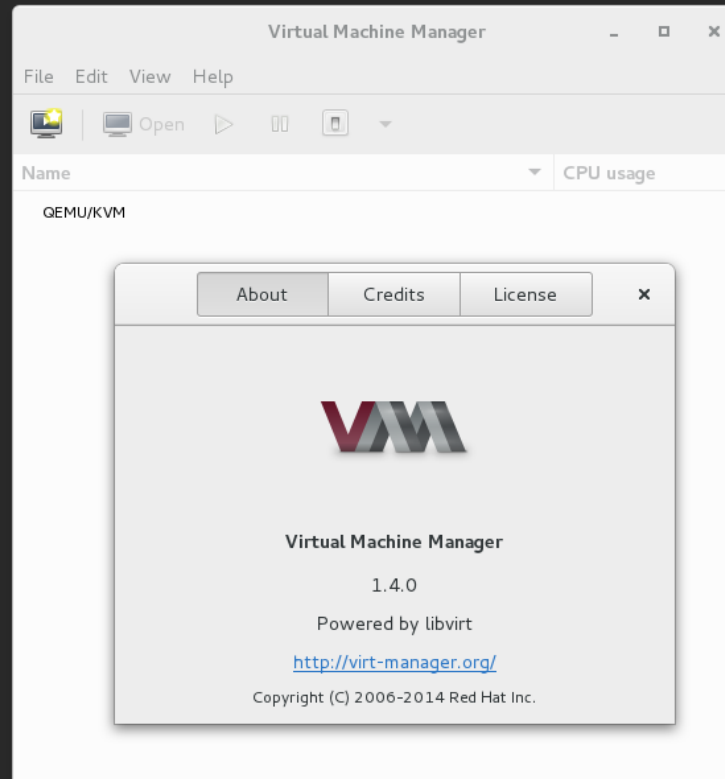 Virtual Machine Manager
File Edit View Help
Open
Name CPU usage
QEMU/KVM
About Credits License
VM
Virtual Machine Manager
1.4.0
Powered by libvirt
http://virt-manager.org/
Copyright (C) 2006-2014 Red Hat Inc.